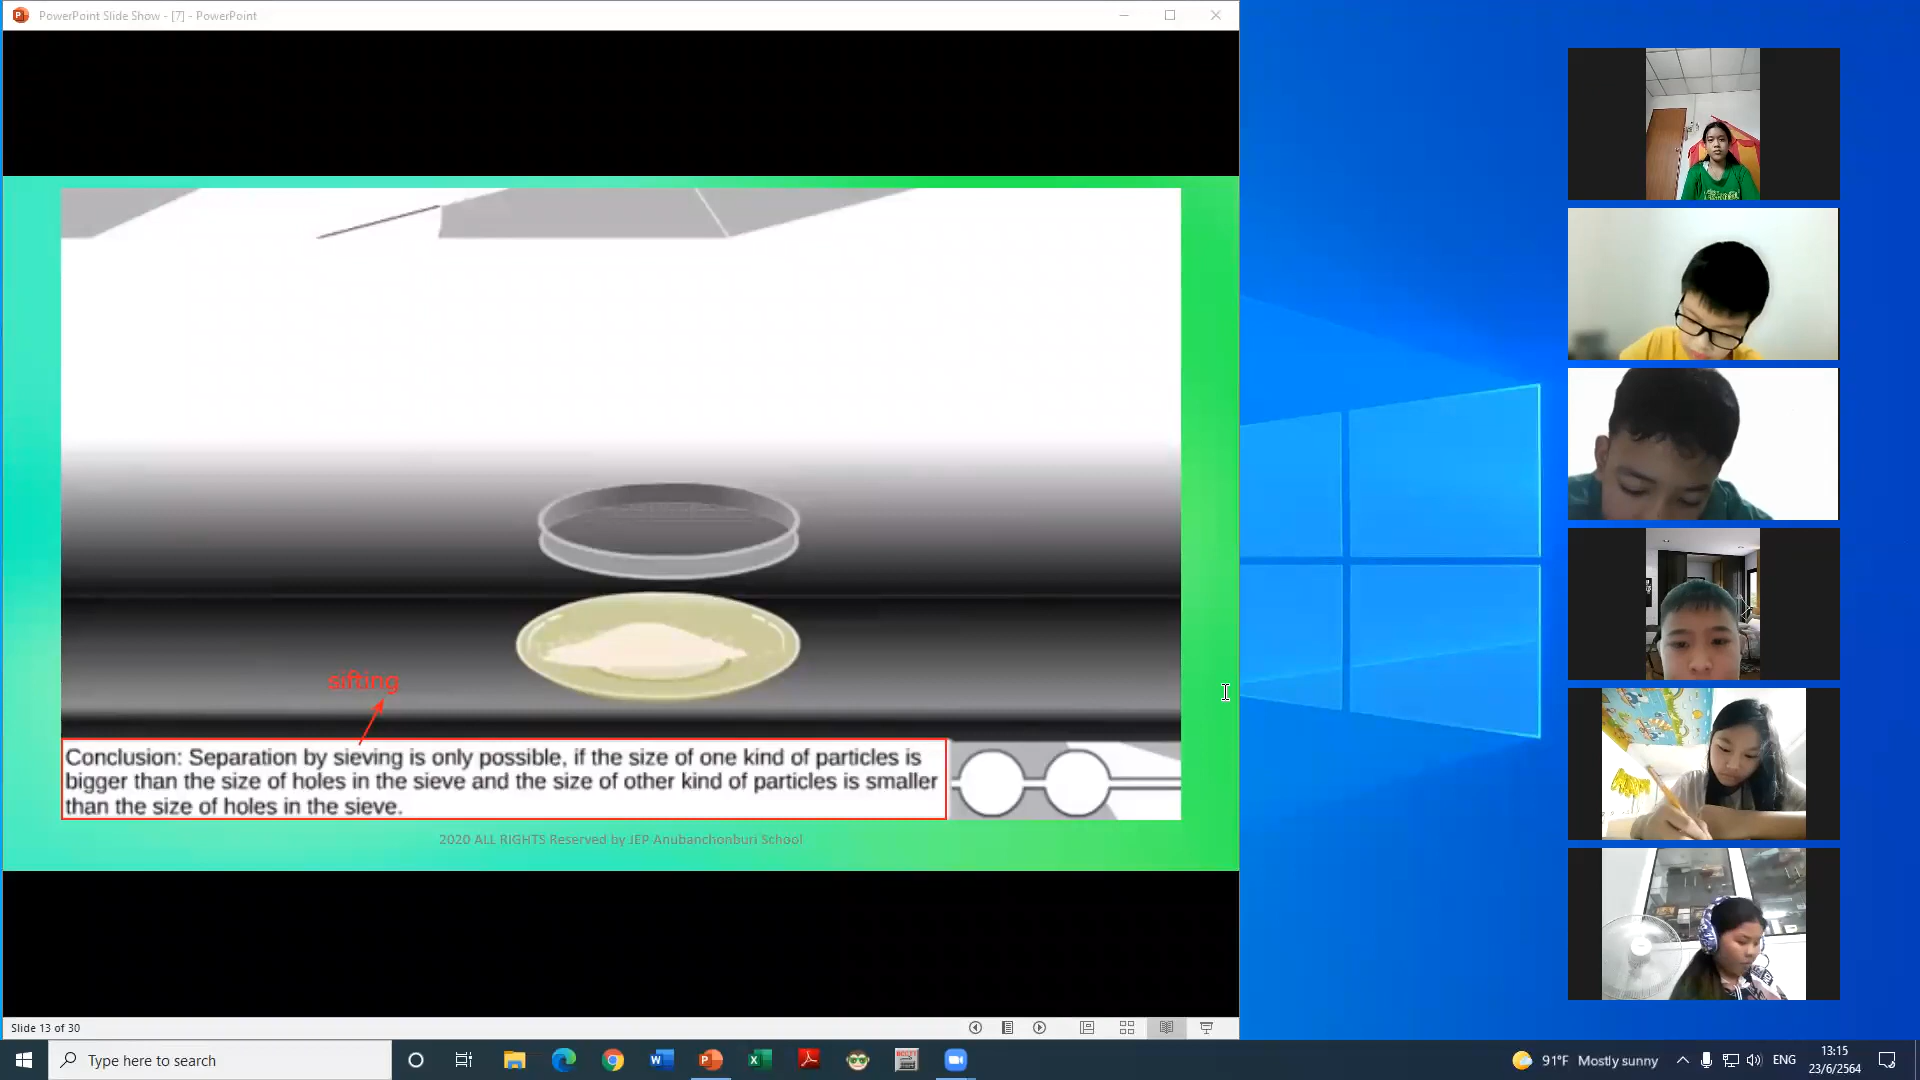 PowerPoint Slide Show - [7] - PowerPoint
sifting
Conclusion: Separation by sieving is only possible, if the size of one kind of particles is
bigger than the size of holes in the sieve and the size of other kind of particles is smaller
than the size of holes in the sieve.
2020 ALL RIGHTS Reserved by JEP Anubanchonburi School
Slide 13 of 30
Type here to search
91°F Mostly sunny
ENG
13:15
23/6/2564